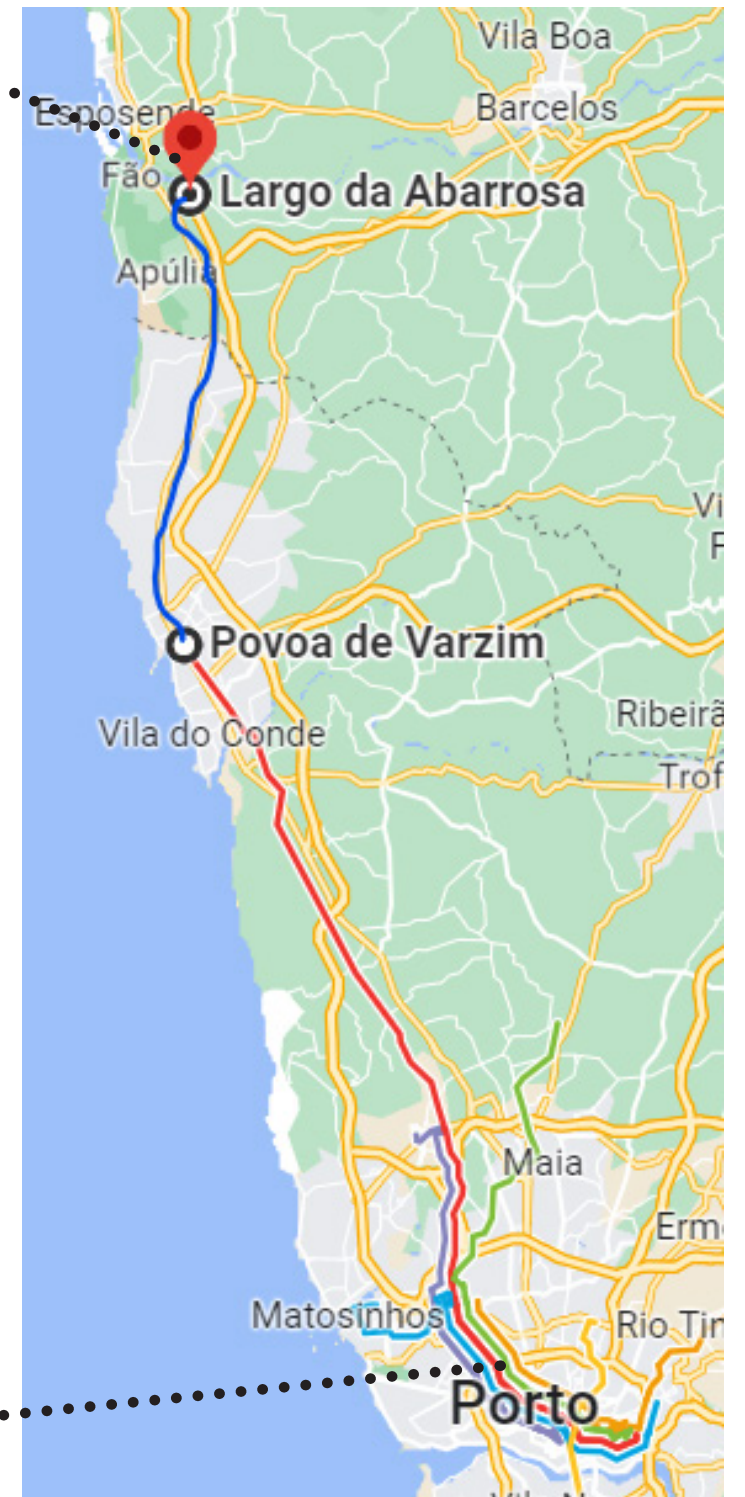 Vila Boa
Esposende
Barcelos
Fão
Largo da Abarrosa
Apúlia
Vi
Povoa de Varzim
Vila do Conde
Ribeirã
Trof
Maia
Erm
Matosinhos
Rio Tin
Porto